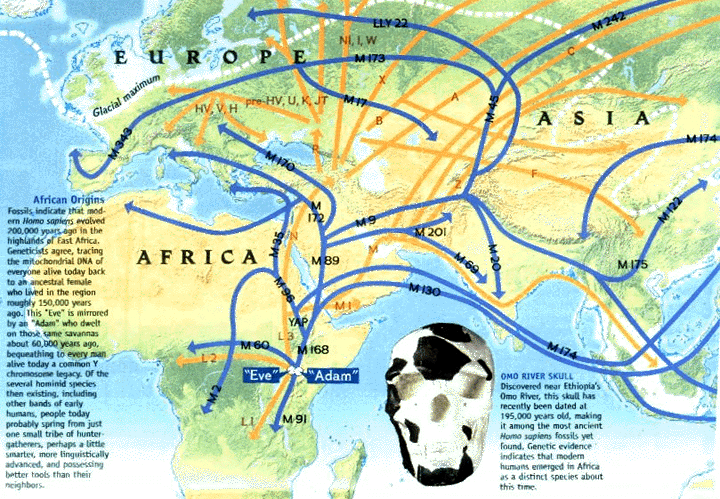 LLY 22
M 242
NI, I, W
C
EUROPE
M 173
X
Glacial maximum
pre-HV, U, K, JT
HV, V, H
M 17
A
M 45
B
ASIA
M 343
R
M 174
M 170
F
Z
African Origins
Fossils indicate that mod-
ern Homo sapiens evolved
200,000 years ago in the
highlands of East Africa.
Geneticists agree, tracing
the mitochondrial DNA of
everyone alive today back
to an ancestral female
who lived in the region
roughly 150,000 years
ago. This "Eve" is mirrored
by an "Adam" who dwelt
on those same savannas
about 60,000 years ago,
bequeathing to every man
alive today a common Y
chromosome legacy. Of the
several hominid species
then existing, including
other bands of early
humans, people today
probably spring from just
one small tribe of hunter-
gatherers, perhaps a little
smarter, more linguistically
advanced, and possessing
better tools than their
neighbors.
M
172
M 9
M 122
M 35
N
M 201
AFRICA
M
M 89
M 69
M 20
M 175
M 96
M 130
M 1
YAP
L 3
M 60
M 168
M 174
L 2
"Eve"
"Adam"
M 2
L 1
M 91
OMO RIVER SKULL
Discovered near Ethiopia's
Omo River, this skull has
recently been dated at
195,000 years old, making
it among the most ancient
Homo sapiens fossils yet
found. Genetic evidence
indicates that modern
humans emerged in Africa
as a distinct species about
this time.